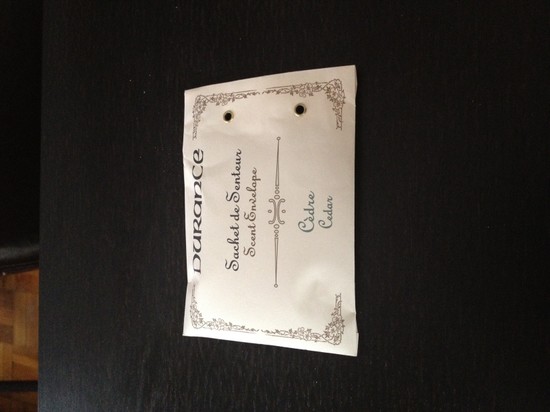 DURANCE
Sachet de Senteur
Scent Envelope
Cèdre
Cedar